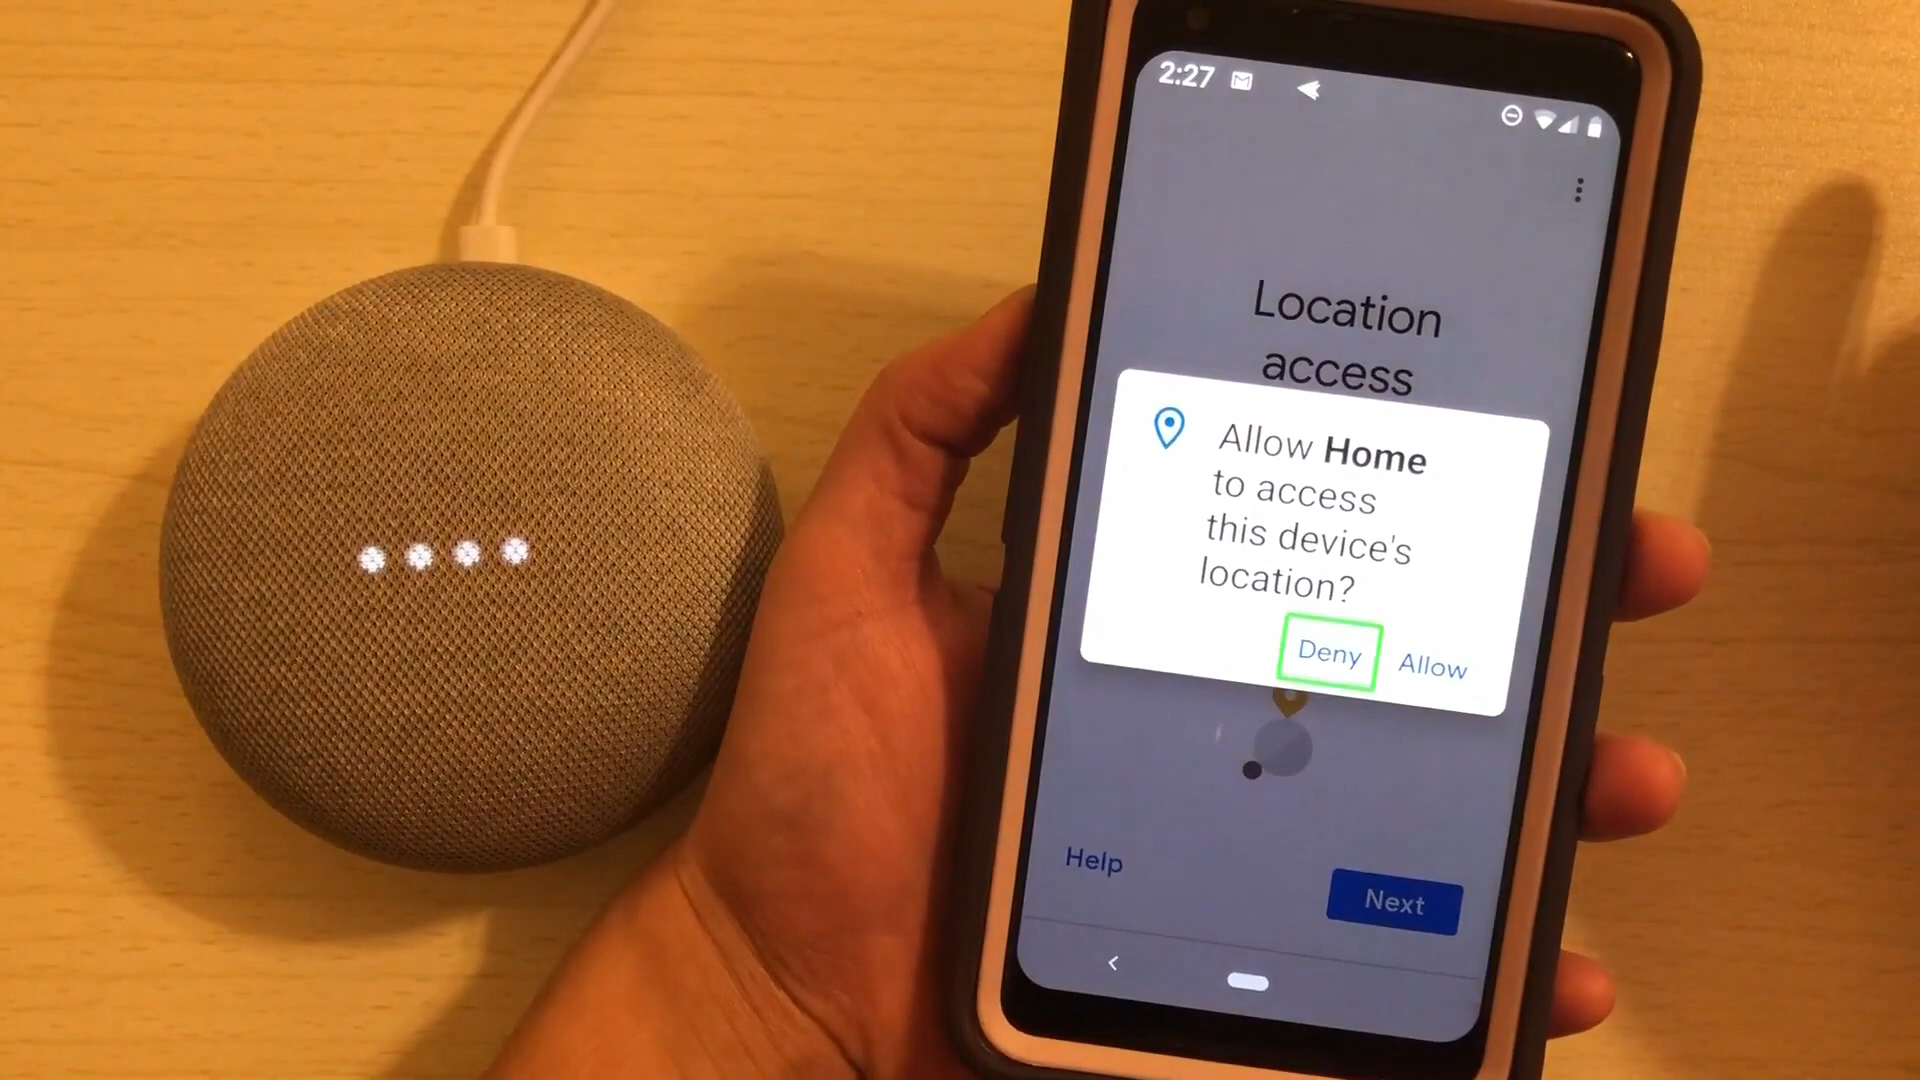 2:27
Location
access
Allow Home
to access
this device's
location?
Deny Allow
Help
Next